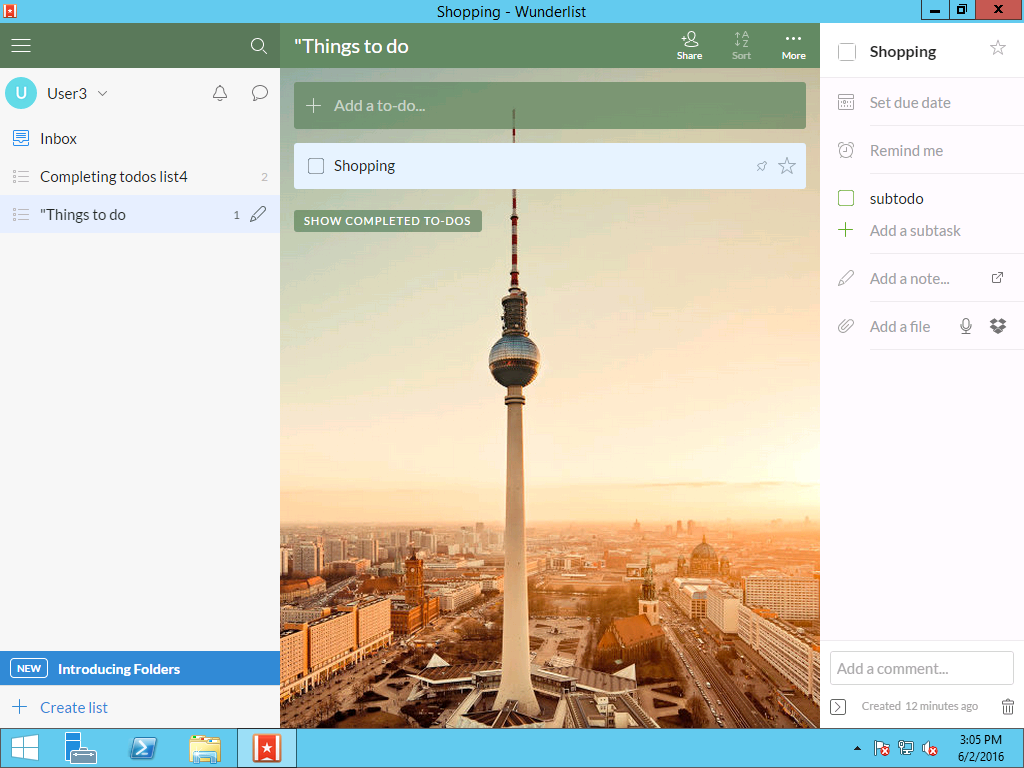 Shopping - Wunderlist
"Things to do
Share
Sort
More
Shopping
U
User3
Add a to-do...
Set due date
Inbox
Remind me
Completing todos list4 2
Shopping
"Things to do 1
subtodo
SHOW COMPLETED TO-DOS
Add a subtask
Add a note...
Add a file
NEW Introducing Folders
Add a comment...
Create list
Created 12 minutes ago
3:05 PM
6/2/2016